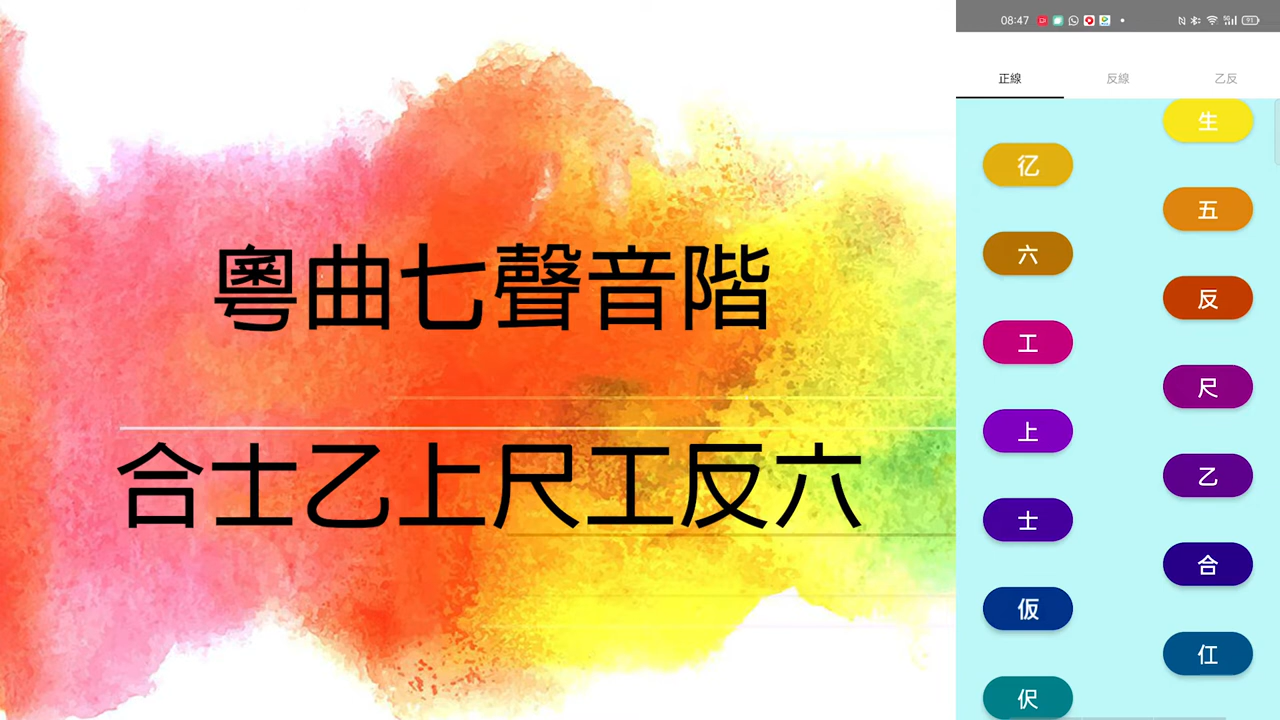 粵曲七聲音階
合士乙上尺工反六
08:47
91
正線 反線 乙反
生
亿
五
六
反
工
尺
上
乙
士
合
仮
仜
伬